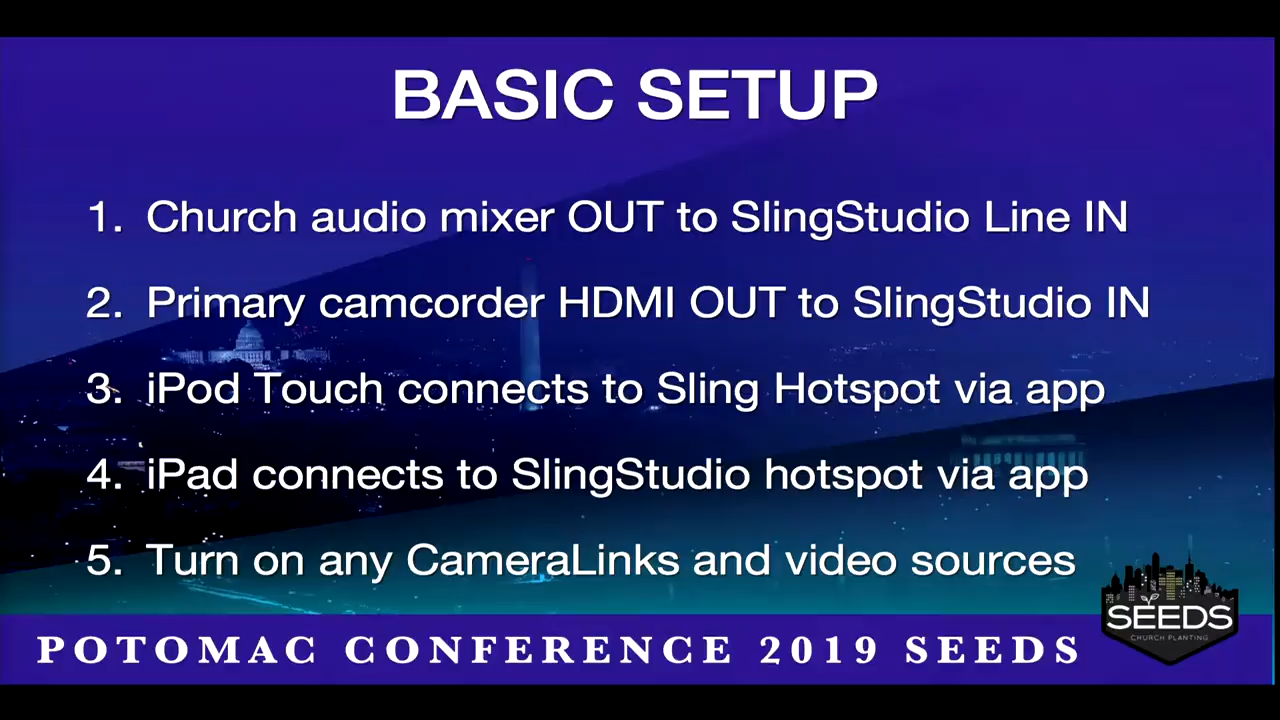 BASIC SETUP
1. Church audio mixer OUT to SlingStudio Line IN
2. Primary camcorder HDMI OUT to SlingStudio IN
3. iPod Touch connects to Sling Hotspot via app
4. iPad connects to SlingStudio hotspot via app
5. Turn on any CameraLinks and video sources
SEEDS
CHURCH PLANTING
POTOMAC CONFERENCE 2019 SEEDS